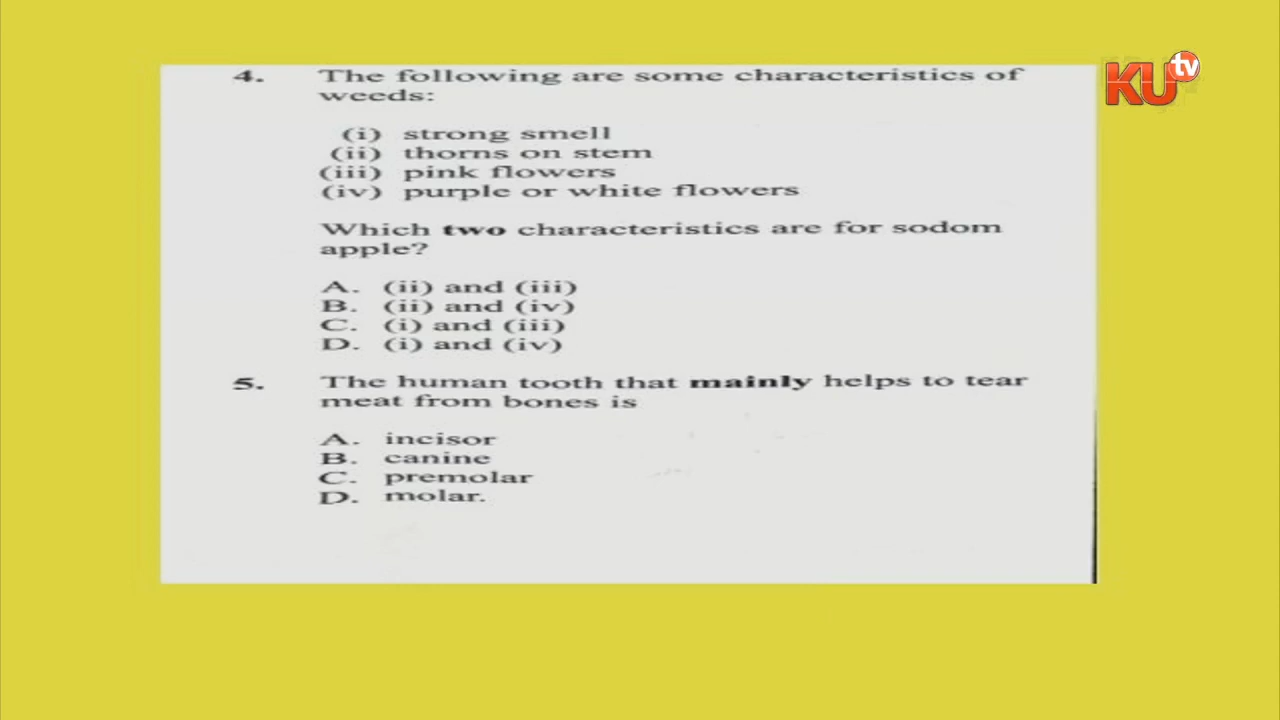 KU tv
4. The following are some characteristics of
weeds:
(i) strong smell
(ii) thorns on stem
(iii) pink flowers
(iv) purple or white flowers
Which two characteristics are for sodom
apple?
A. (ii) and (iii)
B. (ii) and (iv)
C. (i) and (iii)
D. (i) and (iv)
5. The human tooth that mainly helps to tear
meat from bones is
A. incisor
B. canine
C. premolar
D. molar.